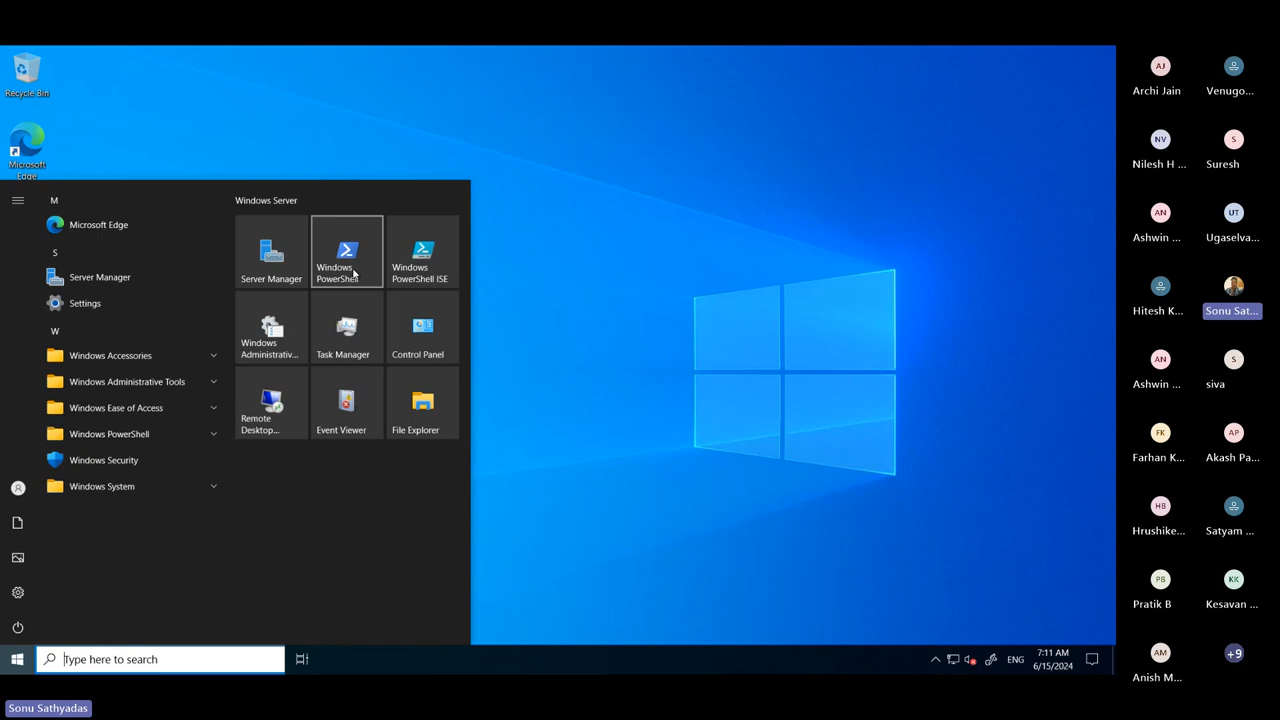 Recycle Bin
Microsoft
Edge
M
Microsoft Edge
S
Server Manager
Settings
W
Windows Accessories
Windows Administrative Tools
Windows Ease of Access
Windows PowerShell
Windows Security
Windows System
Windows Server
Server Manager
Windows
PowerShell
Windows
PowerShell ISE
Windows
Administrativ...
Task Manager
Control Panel
Remote
Desktop...
Event Viewer
File Explorer
Type here to search
ENG
7:11 AM
6/15/2024
Sonu Sathyadas
AJ
Archi Jain
Venugo...
NV
Nilesh H ...
S
Suresh
AN
Ashwin ...
UT
Ugaselva...
Hitesh K...
Sonu Sat...
AN
Ashwin ...
S
siva
FK
Farhan K...
AP
Akash Pa...
HB
Hrushike...
Satyam ...
PB
Pratik B
KK
Kesavan ...
AM
Anish M...
+9